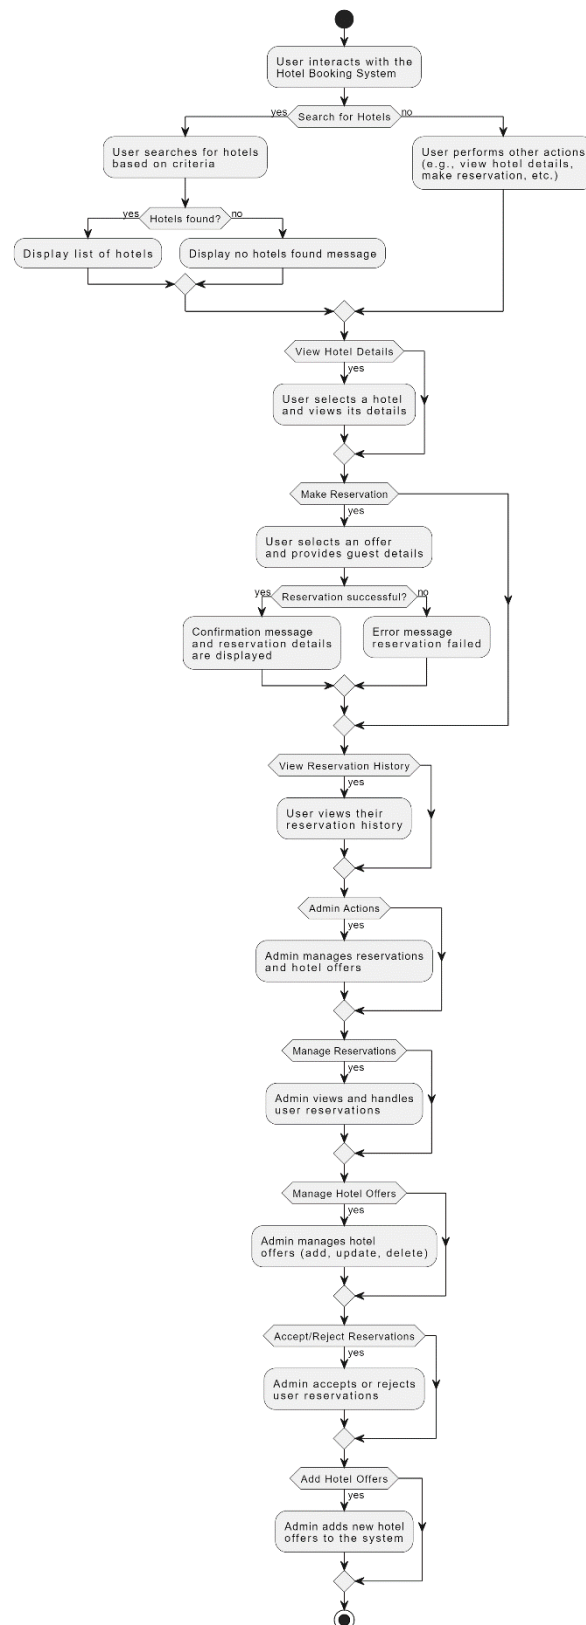 User interacts with the
Hotel Booking System
yes
Search for Hotels
no
User searches for hotels
based on criteria
User performs other actions
(e.g., view hotel details,
make reservation, etc.)
yes
Hotels found?
no
Display list of hotels
Display no hotels found message
View Hotel Details
yes
User selects a hotel
and views its details
Make Reservation
yes
User selects an offer
and provides guest details
yes
Reservation successful?
no
Confirmation message
and reservation details
are displayed
Error message
reservation failed
View Reservation History
yes
User views their
reservation history
Admin Actions
yes
Admin manages reservations
and hotel offers
Manage Reservations
yes
Admin views and handles
user reservations
Manage Hotel Offers
yes
Admin manages hotel
offers (add, update, delete)
Accept/Reject Reservations
yes
Admin accepts or rejects
user reservations
Add Hotel Offers
yes
Admin adds new hotel
offers to the system